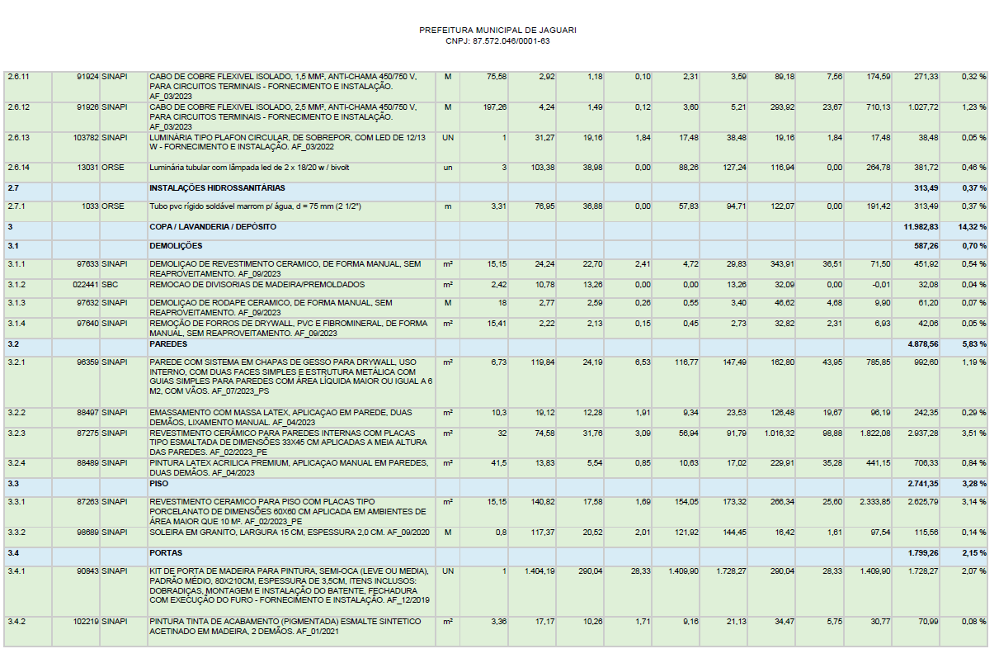 PREFEITURA MUNICIPAL DE JAGUARI
CNPJ: 87.572.046/0001-63
2.6.11 91924 SINAPI CABO DE COBRE FLEXIVEL ISOLADO, 1,5 MM², ANTI-CHAMA 450/750 V, M 75,58 2,92 1,18 0,10 2,31 3,59 89,18 7,56 174,59 271,33 0,32 %
PARA CIRCUITOS TERMINAIS - FORNECIMENTO E INSTALAÇÃO.
AF_03/2023
2.6.12 91926 SINAPI CABO DE COBRE FLEXIVEL ISOLADO, 2,5 MM², ANTI-CHAMA 450/750 V, M 197,26 4,24 1,49 0,12 3,60 5,21 293,92 23,67 710,13 1.027,72 1,23 %
PARA CIRCUITOS TERMINAIS - FORNECIMENTO E INSTALAÇÃO.
AF_03/2023
2.6.13 103782 SINAPI LUMINÁRIA TIPO PLAFON CIRCULAR, DE SOBREPOR, COM LED DE 12/13 UN 1 31,27 19,16 1,84 17,48 38,48 19,16 1,84 17,48 38,48 0,05 %
W - FORNECIMENTO E INSTALAÇÃO. AF_03/2022
2.6.14 13031 ORSE Luminária tubular com lâmpada led de 2 x 18/20 w / bivolt un 3 103,38 38,98 0,00 88,26 127,24 116,94 0,00 264,78 381,72 0,46 %
2.7 INSTALAÇÕES HIDROSSANITÁRIAS 313,49 0,37 %
2.7.1 1033 ORSE Tubo pvc rígido soldável marrom p/ água, d = 75 mm (2 1/2") m 3,31 76,95 36,88 0,00 57,83 94,71 122,07 0,00 191,42 313,49 0,37 %
3 COPA / LAVANDERIA / DEPÓSITO 11.982,83 14,32 %
3.1 DEMOLIÇÕES 587,26 0,70 %
3.1.1 97633 SINAPI DEMOLIÇAO DE REVESTIMENTO CERAMICO, DE FORMA MANUAL, SEM m² 15,15 24,24 22,70 2,41 4,72 29,83 343,91 36,51 71,50 451,92 0,54 %
REAPROVEITAMENTO. AF_09/2023
3.1.2 022441 SBC REMOCAO DE DIVISORIAS DE MADEIRA/PREMOLDADOS m² 2,42 10,78 13,26 0,00 0,00 13,26 32,09 0,00 -0,01 32,08 0,04 %
3.1.3 97632 SINAPI DEMOLIÇAO DE RODAPE CERAMICO, DE FORMA MANUAL, SEM M 18 2,77 2,59 0,26 0,55 3,40 46,62 4,68 9,90 61,20 0,07 %
REAPROVEITAMENTO. AF_09/2023
3.1.4 97640 SINAPI REMOÇÃO DE FORROS DE DRYWALL, PVC E FIBROMINERAL, DE FORMA m² 15,41 2,22 2,13 0,15 0,45 2,73 32,82 2,31 6,93 42,06 0,05 %
MANUAL, SEM REAPROVEITAMENTO. AF_09/2023
3.2 PAREDES 4.878,56 5,83 %
3.2.1 96359 SINAPI PAREDE COM SISTEMA EM CHAPAS DE GESSO PARA DRYWALL, USO m² 6,73 119,84 24,19 6,53 116,77 147,49 162,80 43,95 785,85 992,60 1,19 %
INTERNO, COM DUAS FACES SIMPLES E ESTRUTURA METÁLICA COM
GUIAS SIMPLES PARA PAREDES COM ÁREA LÍQUIDA MAIOR OU IGUAL A 6
M2, COM VÃOS. AF_07/2023_PS
3.2.2 88497 SINAPI EMASSAMENTO COM MASSA LATEX, APLICAÇAO EM PAREDE, DUAS m² 10,3 19,12 12,28 1,91 9,34 23,53 126,48 19,67 96,19 242,35 0,29 %
DEMÃOS, LIXAMENTO MANUAL. AF_04/2023
3.2.3 87275 SINAPI REVESTIMENTO CERÂMICO PARA PAREDES INTERNAS COM PLACAS m² 32 74,58 31,76 3,09 56,94 91,79 1.016,32 98,88 1.822,08 2.937,28 3,51 %
TIPO ESMALTADA DE DIMENSÕES 33X45 CM APLICADAS A MEIA ALTURA
DAS PAREDES. AF_02/2023_PE
3.2.4 88489 SINAPI PINTURA LATEX ACRILICA PREMIUM, APLICAÇAO MANUAL EM PAREDES, m² 41,5 13,83 5,54 0,85 10,63 17,02 229,91 35,28 441,15 706,33 0,84 %
DUAS DEMÃOS. AF_04/2023
3.3 PISO 2.741,35 3,28 %
3.3.1 87263 SINAPI REVESTIMENTO CERAMICO PARA PISO COM PLACAS TIPO m² 15,15 140,82 17,58 1,69 154,05 173,32 266,34 25,60 2.333,85 2.625,79 3,14 %
PORCELANATO DE DIMENSÕES 60X60 CM APLICADA EM AMBIENTES DE
ÁREA MAIOR QUE 10 M². AF_02/2023_PE
3.3.2 98689 SINAPI SOLEIRA EM GRANITO, LARGURA 15 CM, ESPESSURA 2,0 CM. AF_09/2020 M 0,8 117,37 20,52 2,01 121,92 144,45 16,42 1,61 97,54 115,56 0,14 %
3.4 PORTAS 1.799,26 2,15 %
3.4.1 90843 SINAPI KIT DE PORTA DE MADEIRA PARA PINTURA, SEMI-OCA (LEVE OU MEDIA), UN 1 1.404,19 290,04 28,33 1.409,90 1.728,27 290,04 28,33 1.409,90 1.728,27 2,07 %
PADRÃO MÉDIO, 80X210CM, ESPESSURA DE 3,5CM, ITENS INCLUSOS:
DOBRADIÇAS, MONTAGEM E INSTALAÇÃO DO BATENTE, FECHADURA
COM EXECUÇÃO DO FURO - FORNECIMENTO E INSTALAÇÃO. AF_12/2019
3.4.2 102219 SINAPI PINTURA TINTA DE ACABAMENTO (PIGMENTADA) ESMALTE SINTETICO m² 3,36 17,17 10,26 1,71 9,16 21,13 34,47 5,75 30,77 70,99 0,08 %
ACETINADO EM MADEIRA, 2 DEMÃOS. AF_01/2021